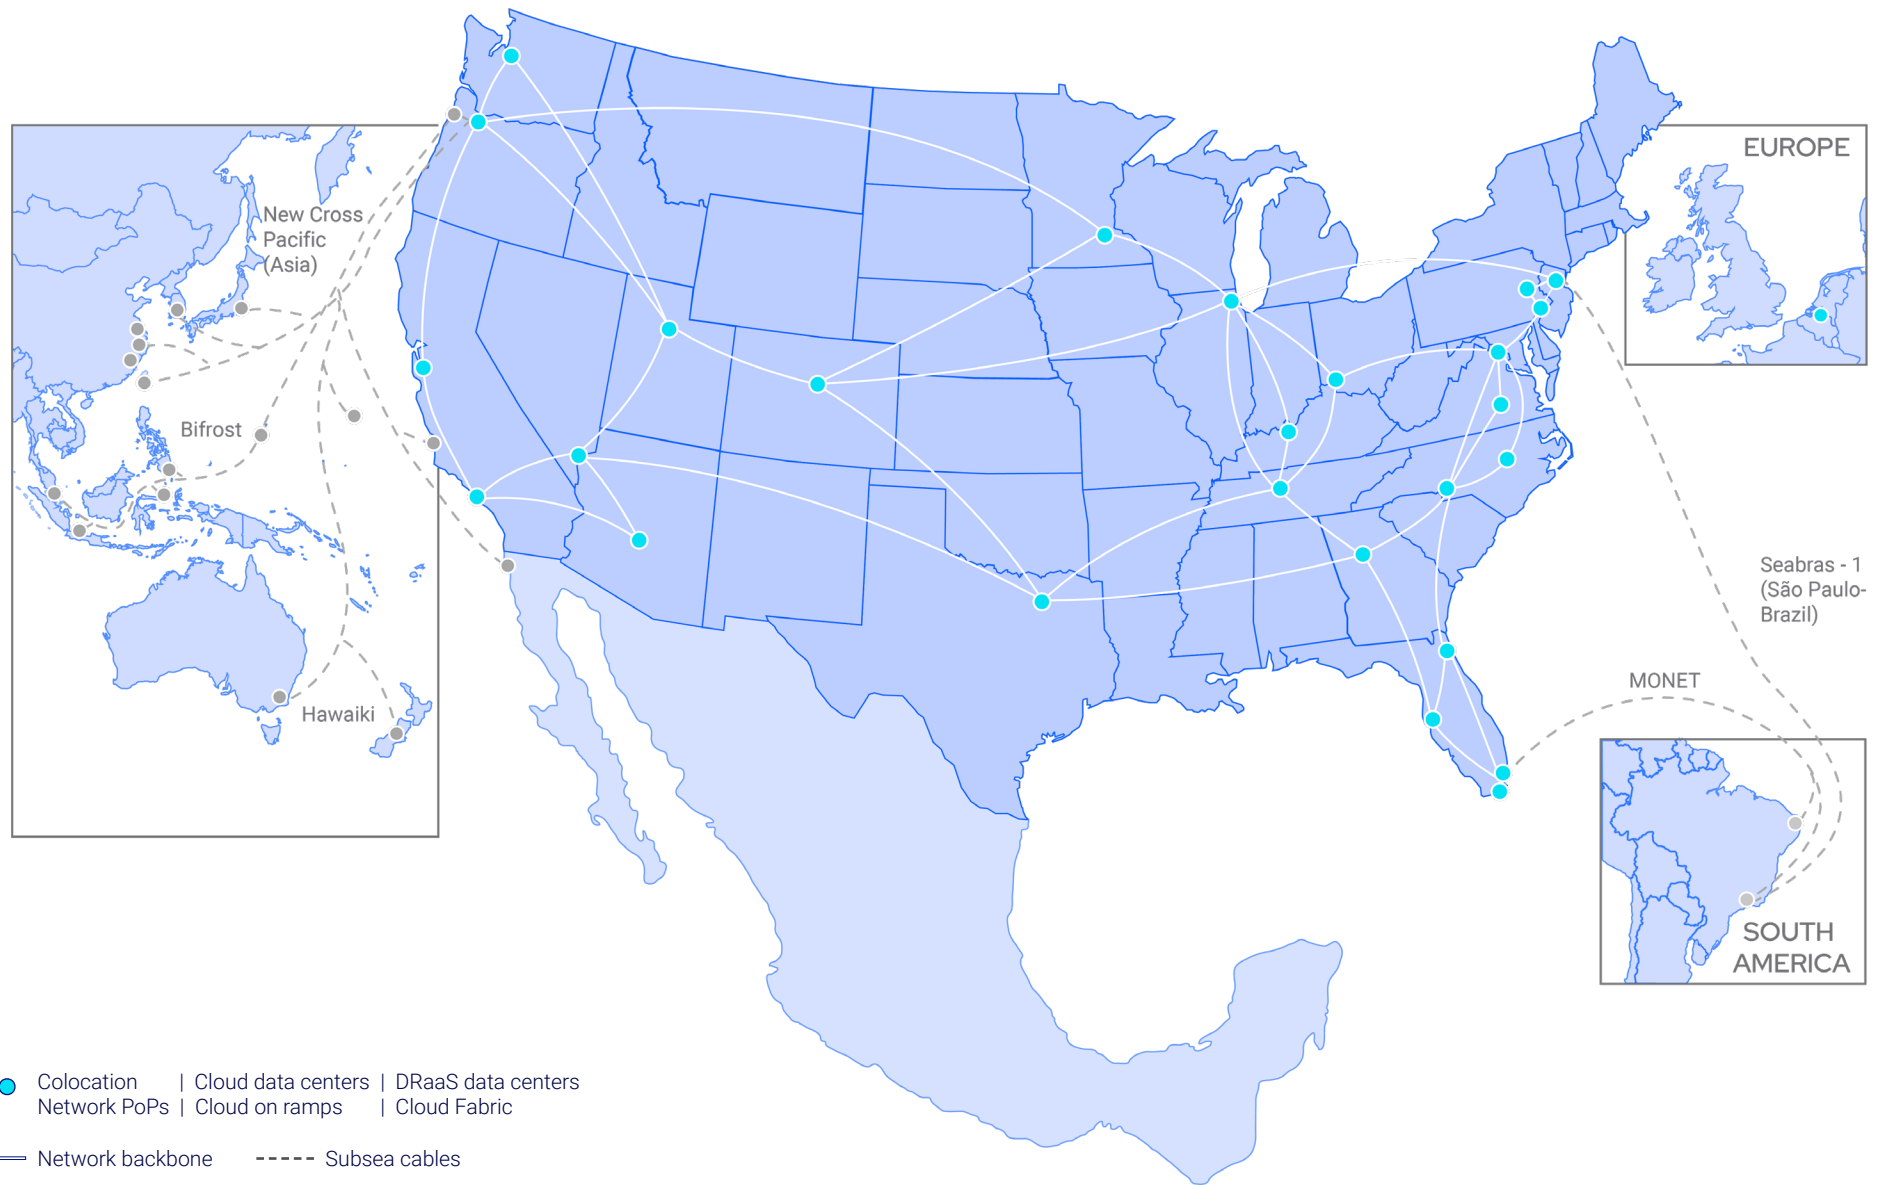 EUROPE
New Cross
Pacific
(Asia)
Bifrost
Hawaiki
Seabras - 1
(São Paulo-
Brazil)
MONET
SOUTH
AMERICA
Colocation | Cloud data centers | DRaaS data centers
Network PoPs | Cloud on ramps | Cloud Fabric
Network backbone Subsea cables